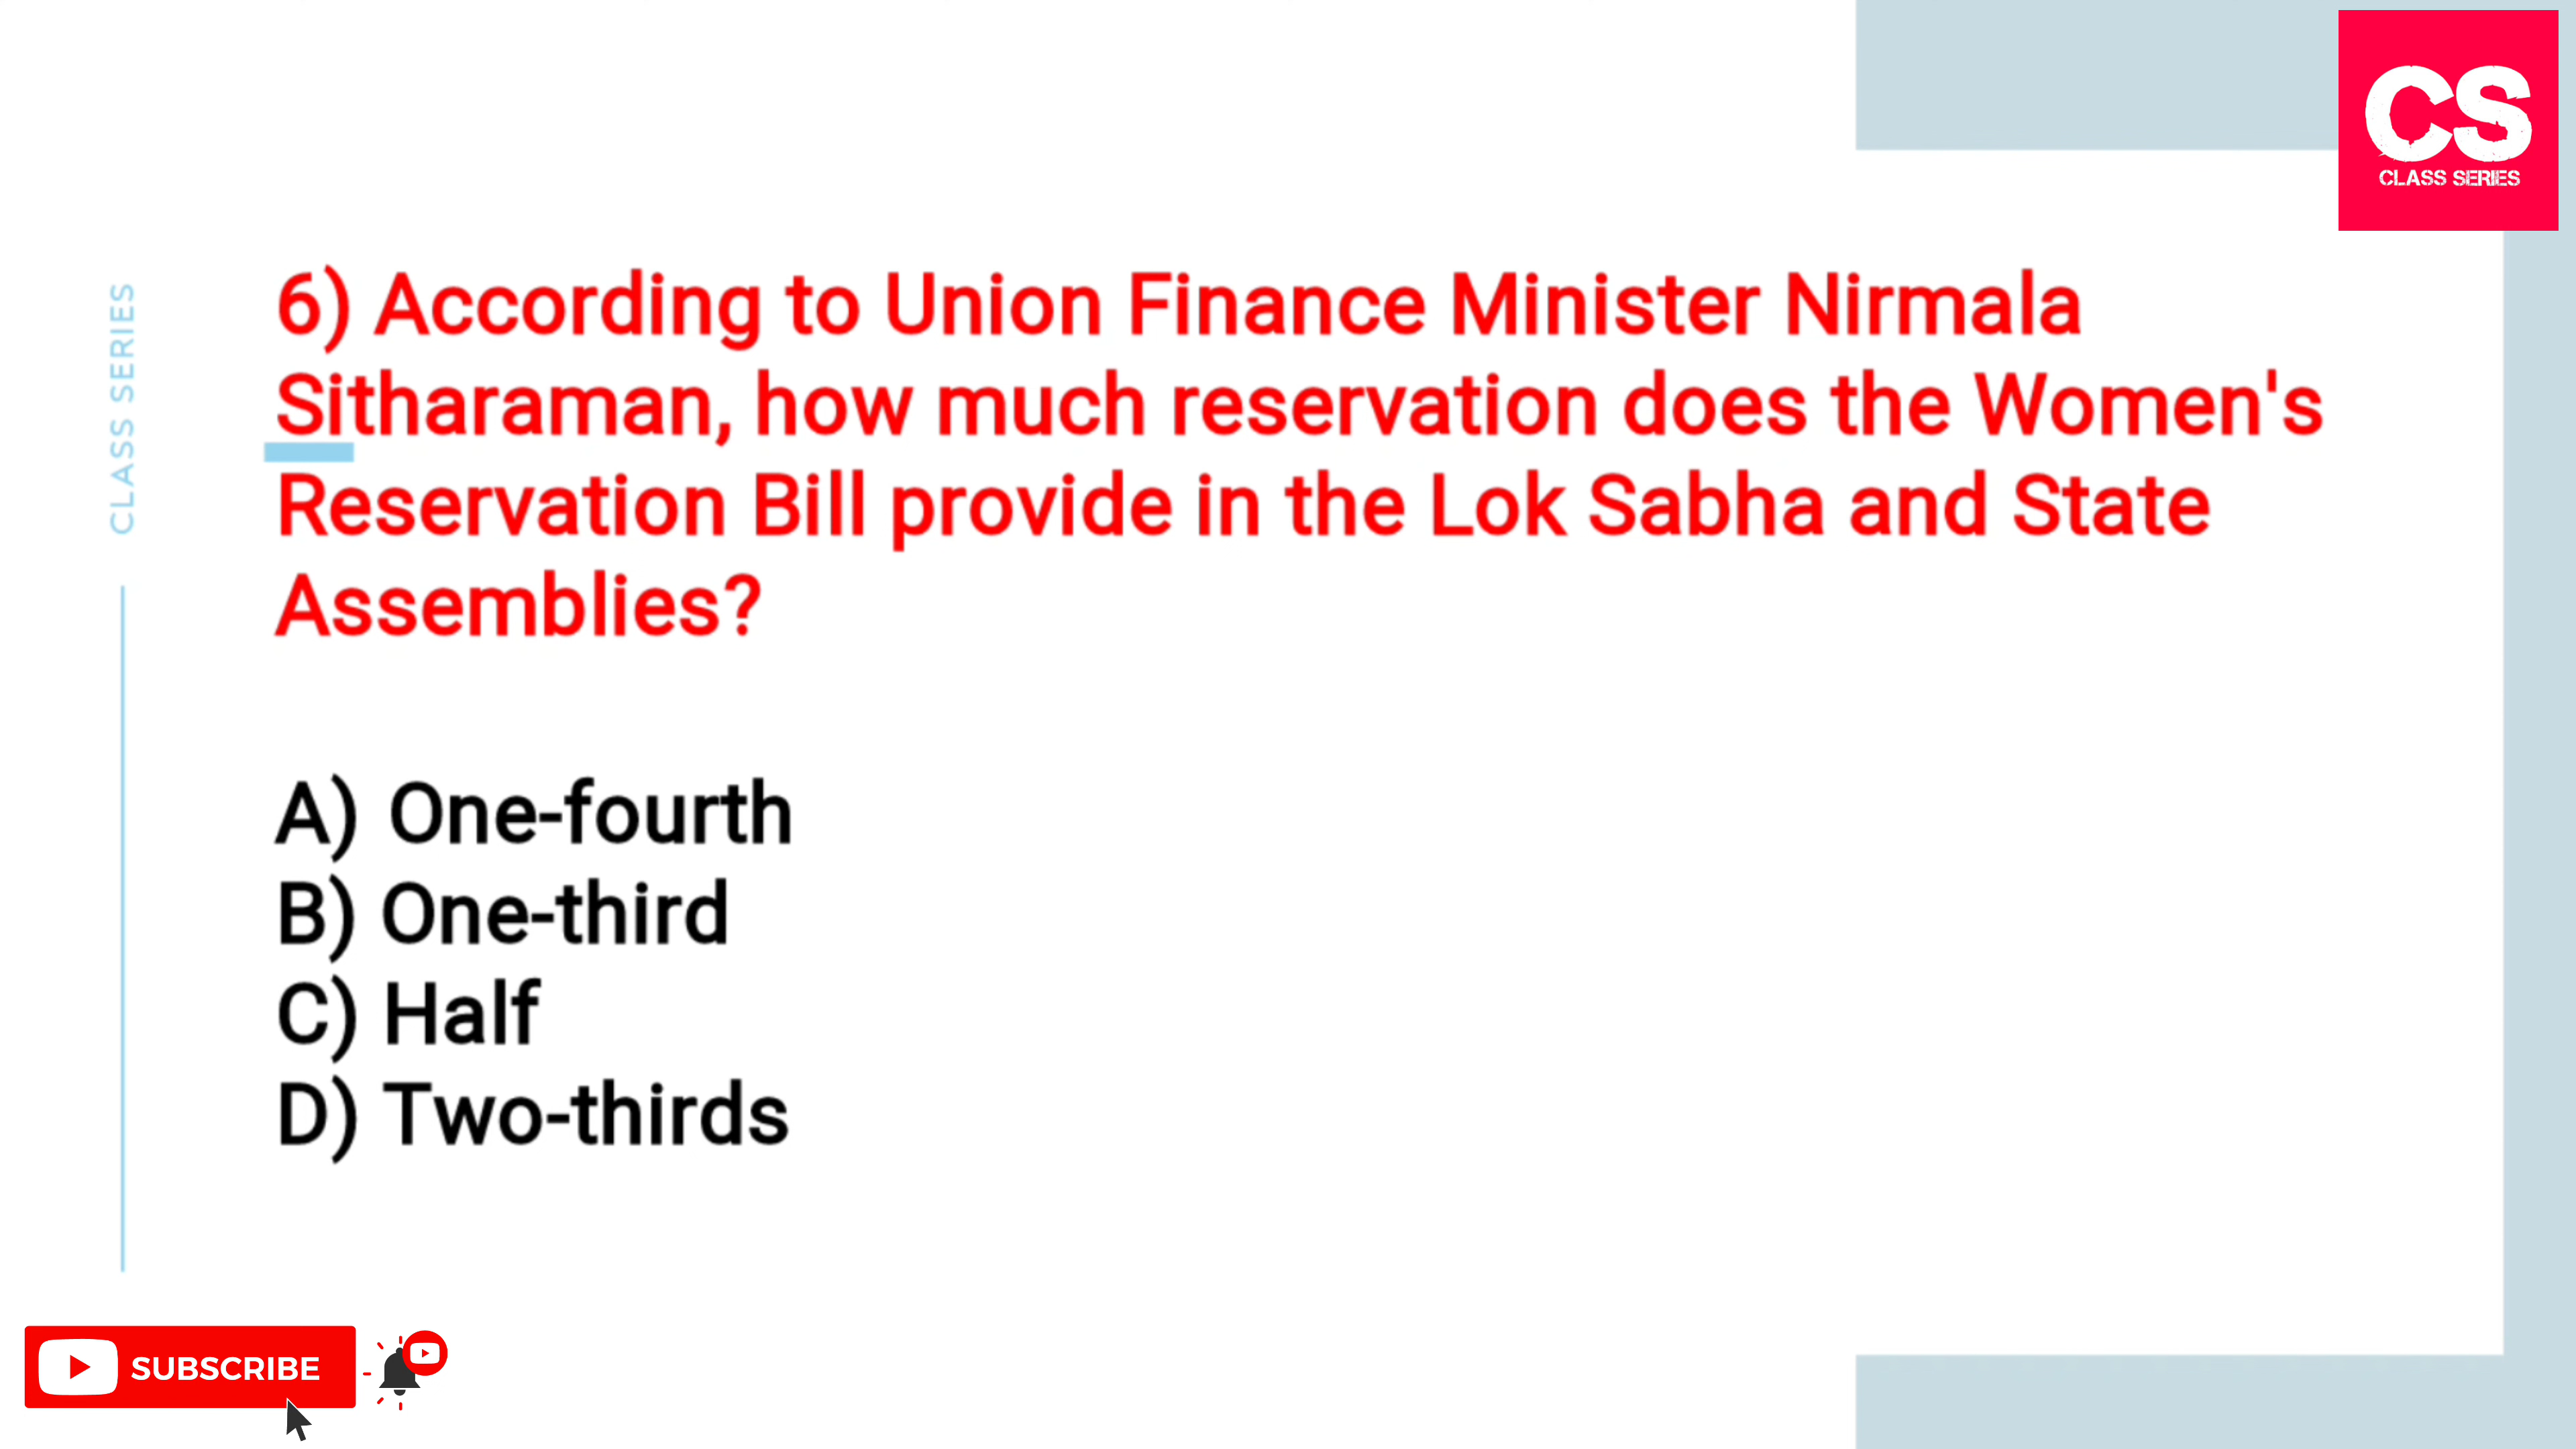 CS
CLASS SERIES
CLASS SERIES
6) According to Union Finance Minister Nirmala
Sitharaman, how much reservation does the Women's
Reservation Bill provide in the Lok Sabha and State
Assemblies?
A) One-fourth
B) One-third
C) Half
D) Two-thirds
SUBSCRIBE